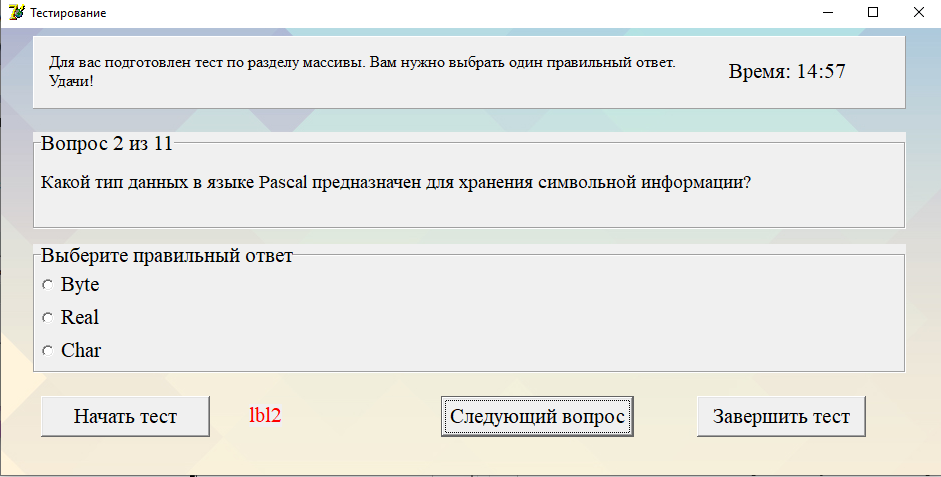 Тестирование
Для вас подготовлен тест по разделу массивы. Вам нужно выбрать один правильный ответ.
Удачи!
Время: 14:57
Вопрос 2 из 11
Какой тип данных в языке Pascal предназначен для хранения символьной информации?
Выберите правильный ответ
Byte
Real
Char
Начать тест
lbl2
Следующий вопрос
Завершить тест